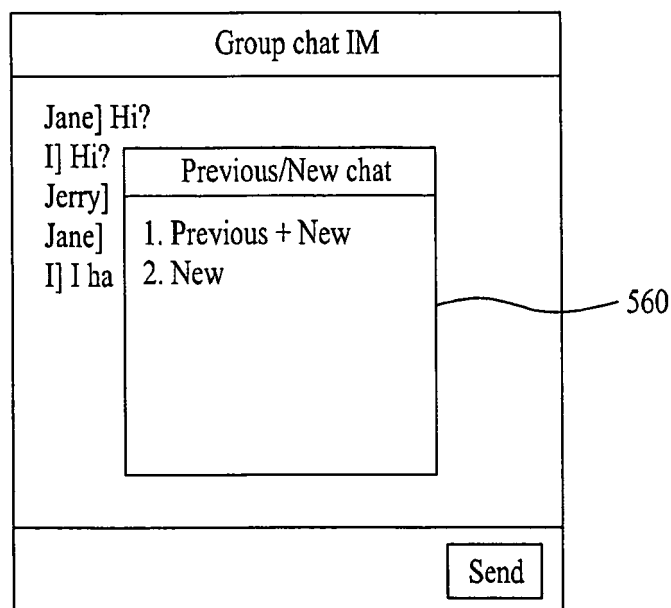 Group chat IM
Jane] Hi?
I] Hi?
Jerry]
Jane]
I] I ha
Previous/New chat
1. Previous + New
2. New
560
Send